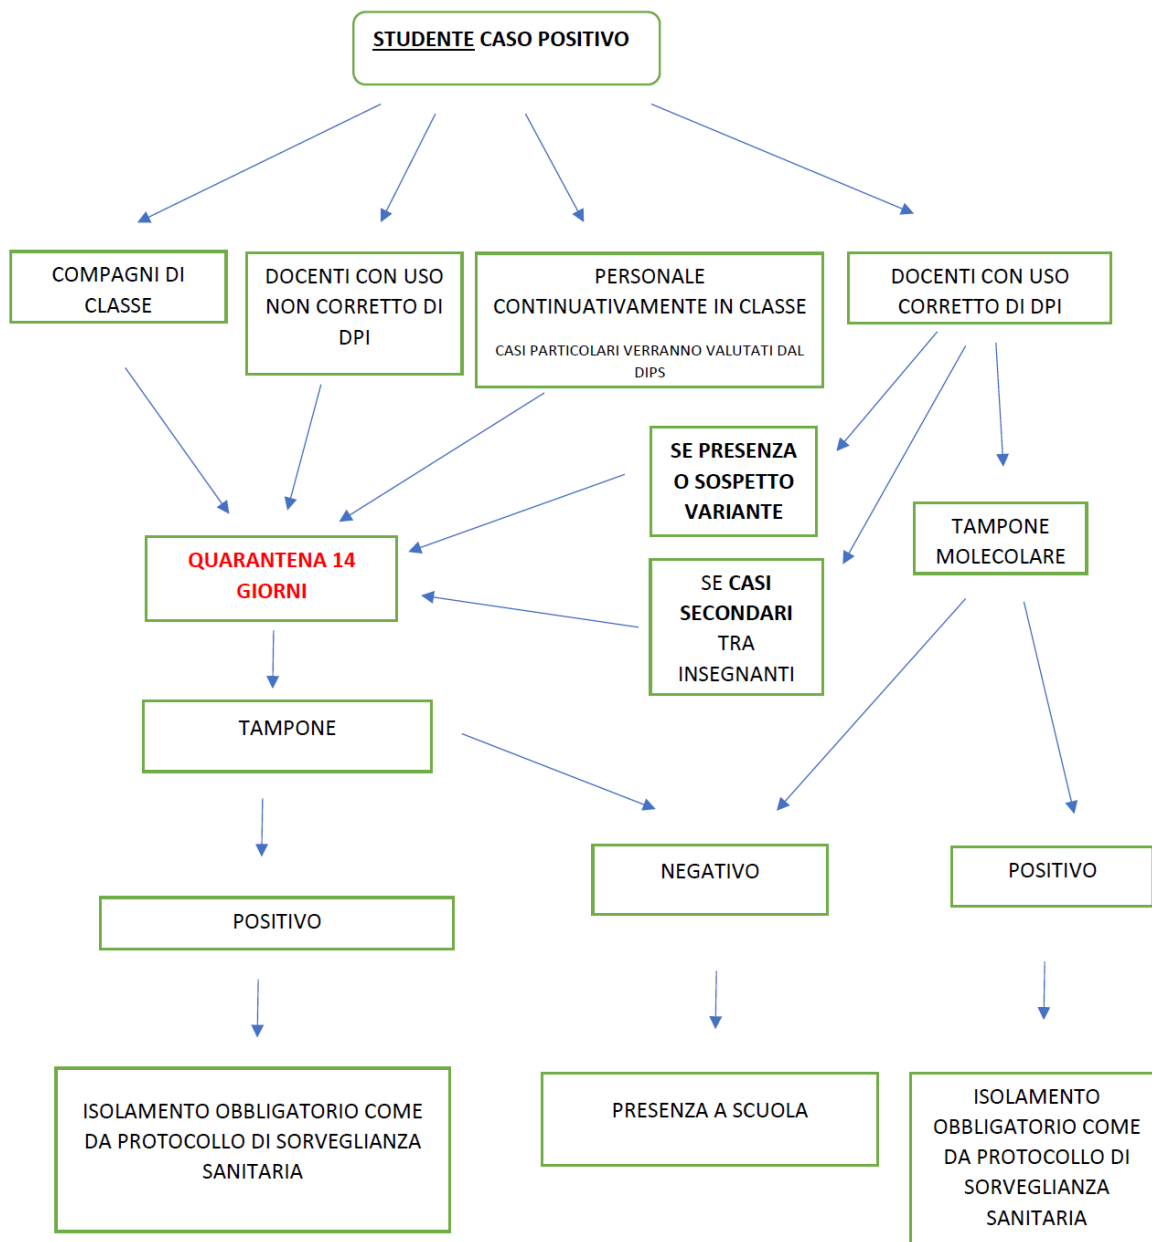 STUDENTE CASO POSITIVO
COMPAGNI DI
CLASSE
DOCENTI CON USO
NON CORRETTO DI
DPI
PERSONALE
CONTINUATIVAMENTE IN CLASSE
CASI PARTICOLARI VERRANNO VALUTATI DAL
DIPS
DOCENTI CON USO
CORRETTO DI DPI
SE PRESENZA
O SOSPETTO
VARIANTE
TAMPONE
MOLECOLARE
QUARANTENA 14
GIORNI
SE CASI
SECONDARI
TRA
INSEGNANTI
TAMPONE
NEGATIVO
POSITIVO
POSITIVO
ISOLAMENTO OBBLIGATORIO COME
DA PROTOCOLLO DI SORVEGLIANZA
SANITARIA
PRESENZA A SCUOLA
ISOLAMENTO
OBBLIGATORIO COME
DA PROTOCOLLO DI
SORVEGLIANZA
SANITARIA